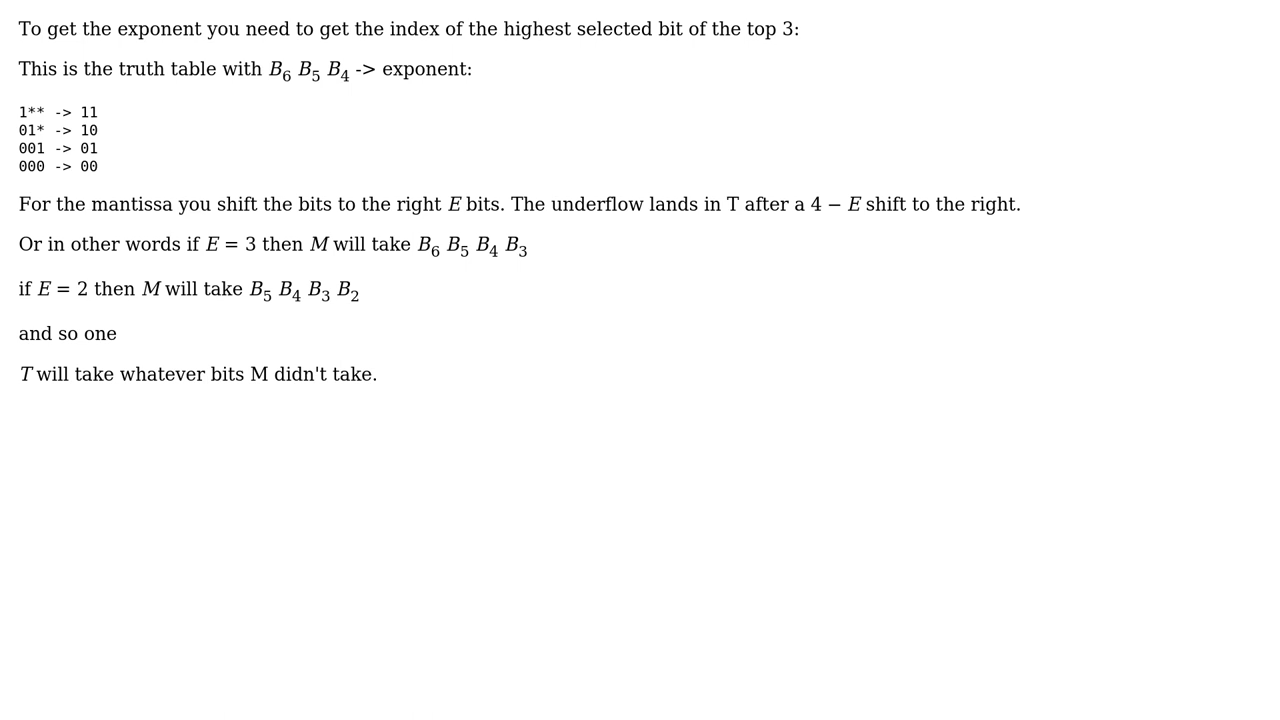 To get the exponent you need to get the index of the highest selected bit of the top 3:
This is the truth table with B₆ B₅ B₄ -> exponent:
1** -> 11
01* -> 10
001 -> 01
000 -> 00
For the mantissa you shift the bits to the right E bits. The underflow lands in T after a 4 − E shift to the right.
Or in other words if E = 3 then M will take B₆ B₅ B₄ B₃
if E = 2 then M will take B₅ B₄ B₃ B₂
and so one
T will take whatever bits M didn't take.